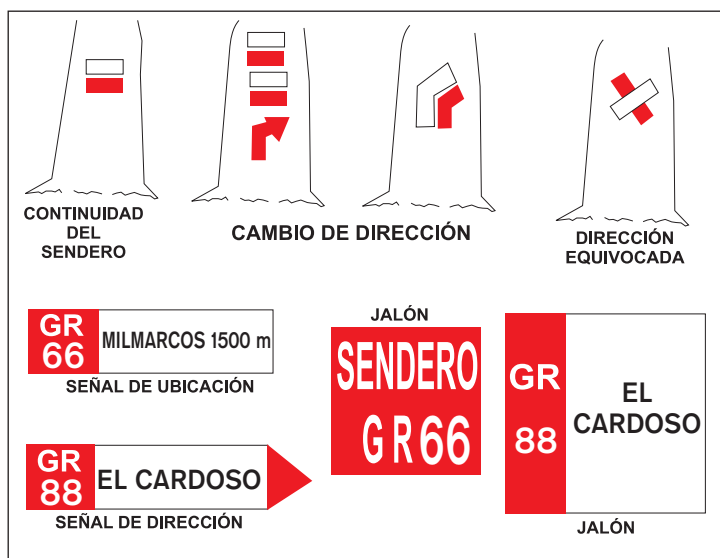 CONTINUIDAD
DEL
SENDERO
CAMBIO DE DIRECCIÓN
DIRECCIÓN
EQUIVOCADA
GR
66
MILMARCOS 1500 m
SEÑAL DE UBICACIÓN
GR
88
EL CARDOSO
SEÑAL DE DIRECCIÓN
JALÓN
SENDERO
GR66
GR
88
EL
CARDOSO
JALÓN